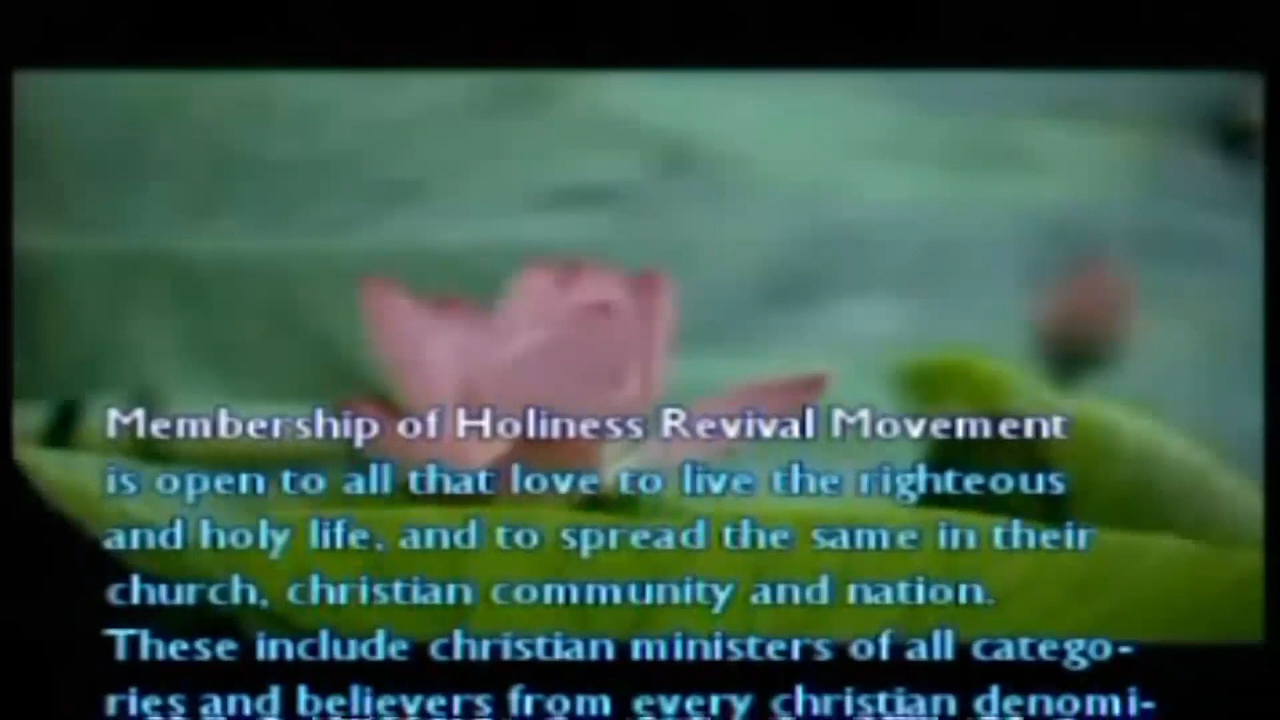 Membership of Holiness Revival Movement
is open to all that love to live the righteous
and holy life, and to spread the same in their
church, christian community and nation.
These include christian ministers of all catego-
ries and believers from every christian denomi-